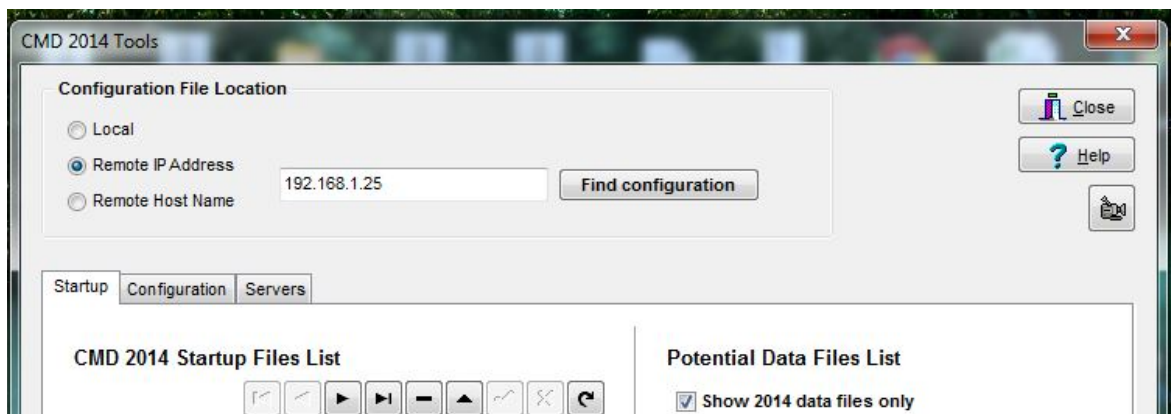 CMD 2014 Tools
Configuration File Location
Local
Remote IP Address
192.168.1.25
Find configuration
Remote Host Name
Close
Help
Startup Configuration Servers
CMD 2014 Startup Files List
Potential Data Files List
Show 2014 data files only